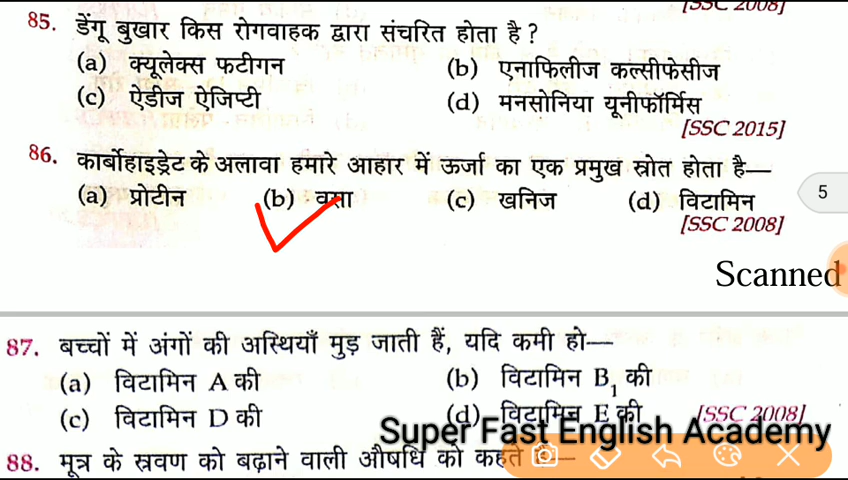 [SSC 2008]
85. डेंगू बुखार किस रोगवाहक द्वारा संचरित होता है ?
(a) क्यूलेक्स फटीगन (b) एनाफिलीज कल्सीफेसीज
(c) ऐडीज ऐजिप्टी (d) मनसोनिया यूनीफॉर्मिस
[SSC 2015]
86. कार्बोहाइड्रेट के अलावा हमारे आहार में ऊर्जा का एक प्रमुख स्रोत होता है—
(a) प्रोटीन (b) वसा (c) खनिज (d) विटामिन
5
[SSC 2008]
Scanned
87. बच्चों में अंगों की अस्थियाँ मुड़ जाती हैं, यदि कमी हो—
(a) विटामिन A की (b) विटामिन B1 की
(c) विटामिन D की (d) विटामिन E की [SSC 2008]
Super Fast English Academy
88. मूत्र के स्रवण को बढ़ाने वाली औषधि को कहते हैं—